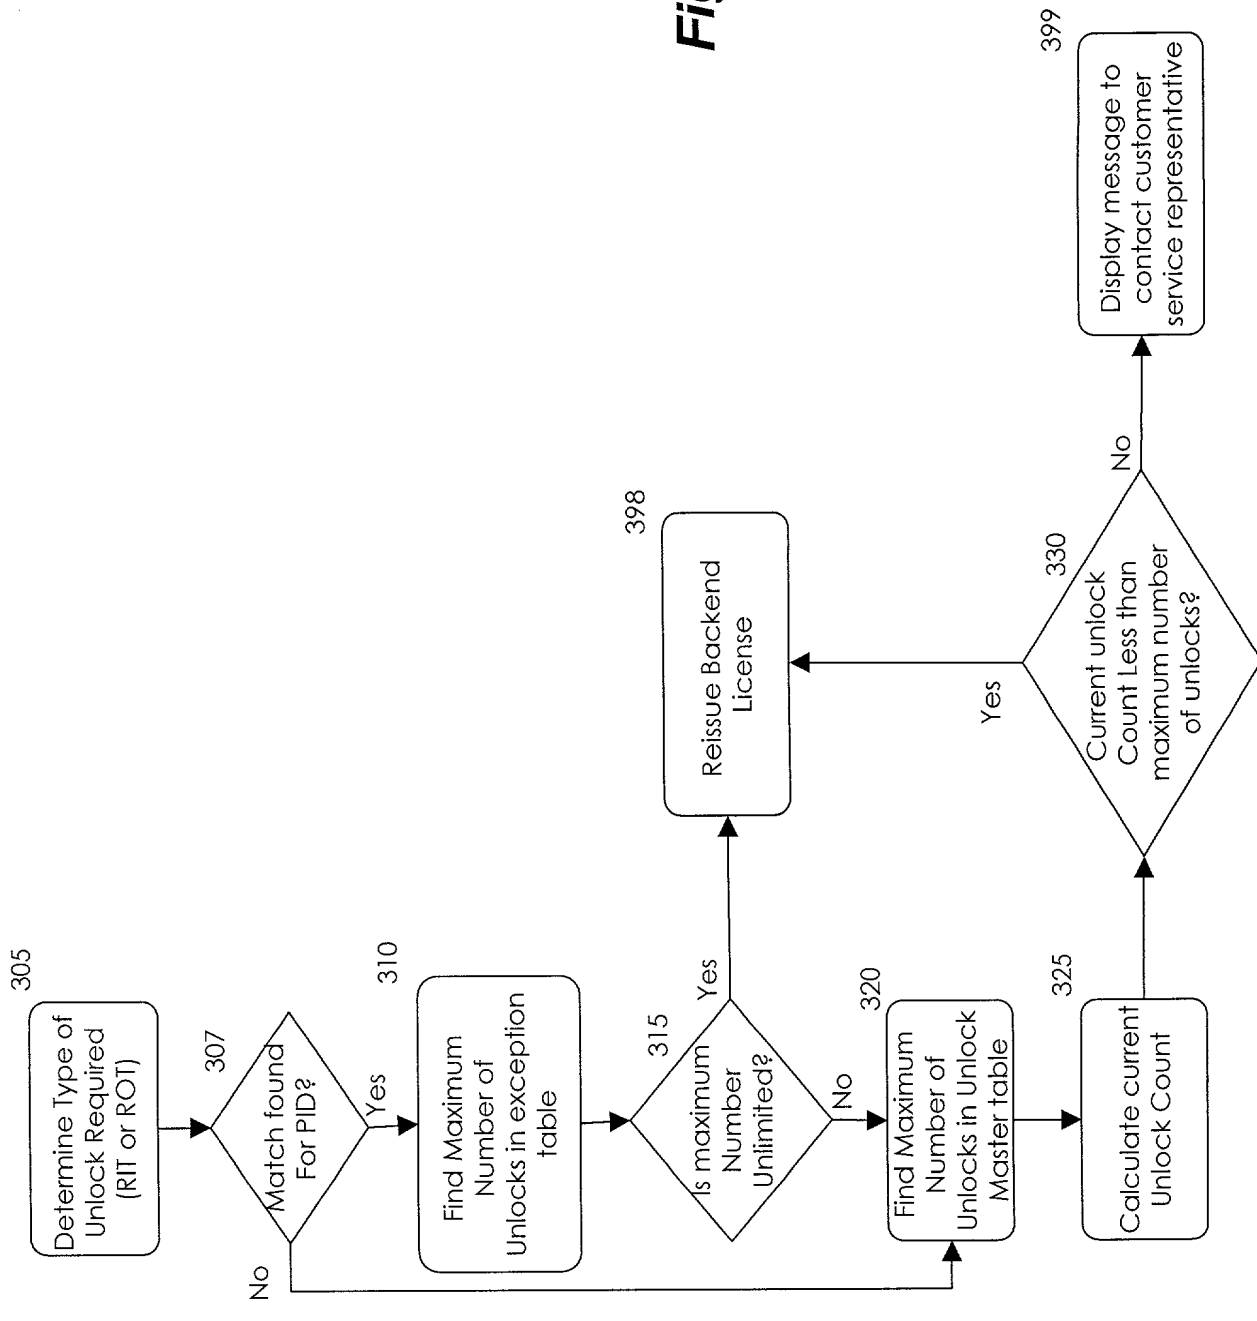 305
Determine Type of
Unlock Required
(RIT or ROT)
307
Match found
For PID?
No
Yes
310
Find Maximum
Number of
Unlocks in exception
table
315
Is maximum
Number
Unlimited?
Yes
No
398
Reissue Backend
License
320
Find Maximum
Number of
Unlocks in Unlock
Master table
325
Calculate current
Unlock Count
330
Current unlock
Count Less than
maximum number
of unlocks?
Yes
No
399
Display message to
contact customer
service representative